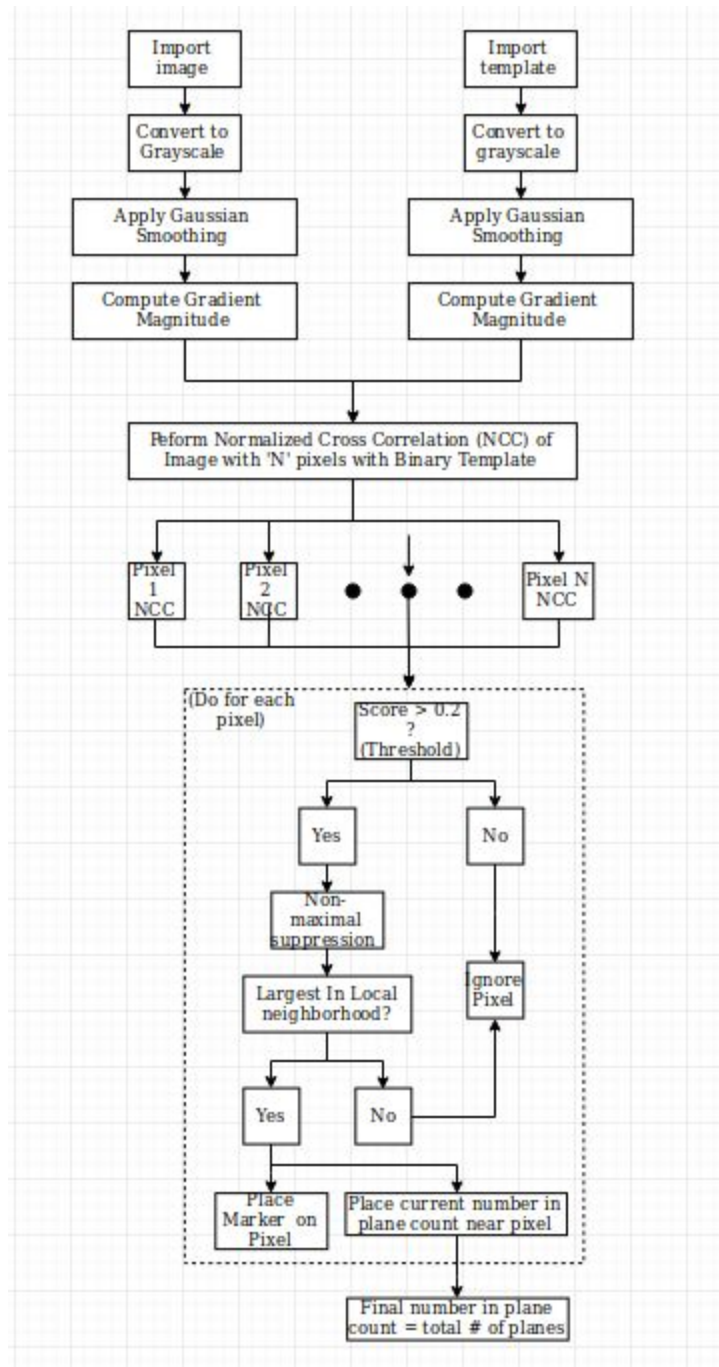 Import
image
Import
template
Convert to
Grayscale
Convert to
grayscale
Apply Gaussian
Smoothing
Apply Gaussian
Smoothing
Compute Gradient
Magnitude
Compute Gradient
Magnitude
Peform Normalized Cross Correlation (NCC) of
Image with 'N' pixels with Binary Template
Pixel
1
NCC
Pixel
2
NCC
Pixel N
NCC
(Do for each
pixel)
Score > 0.2
?
(Threshold)
Yes
No
Non-
maximal
suppression
Ignore
Pixel
Largest In Local
neighborhood?
Yes
No
Place
Marker on
Pixel
Place current number in
plane count near pixel
Final number in plane
count = total # of planes